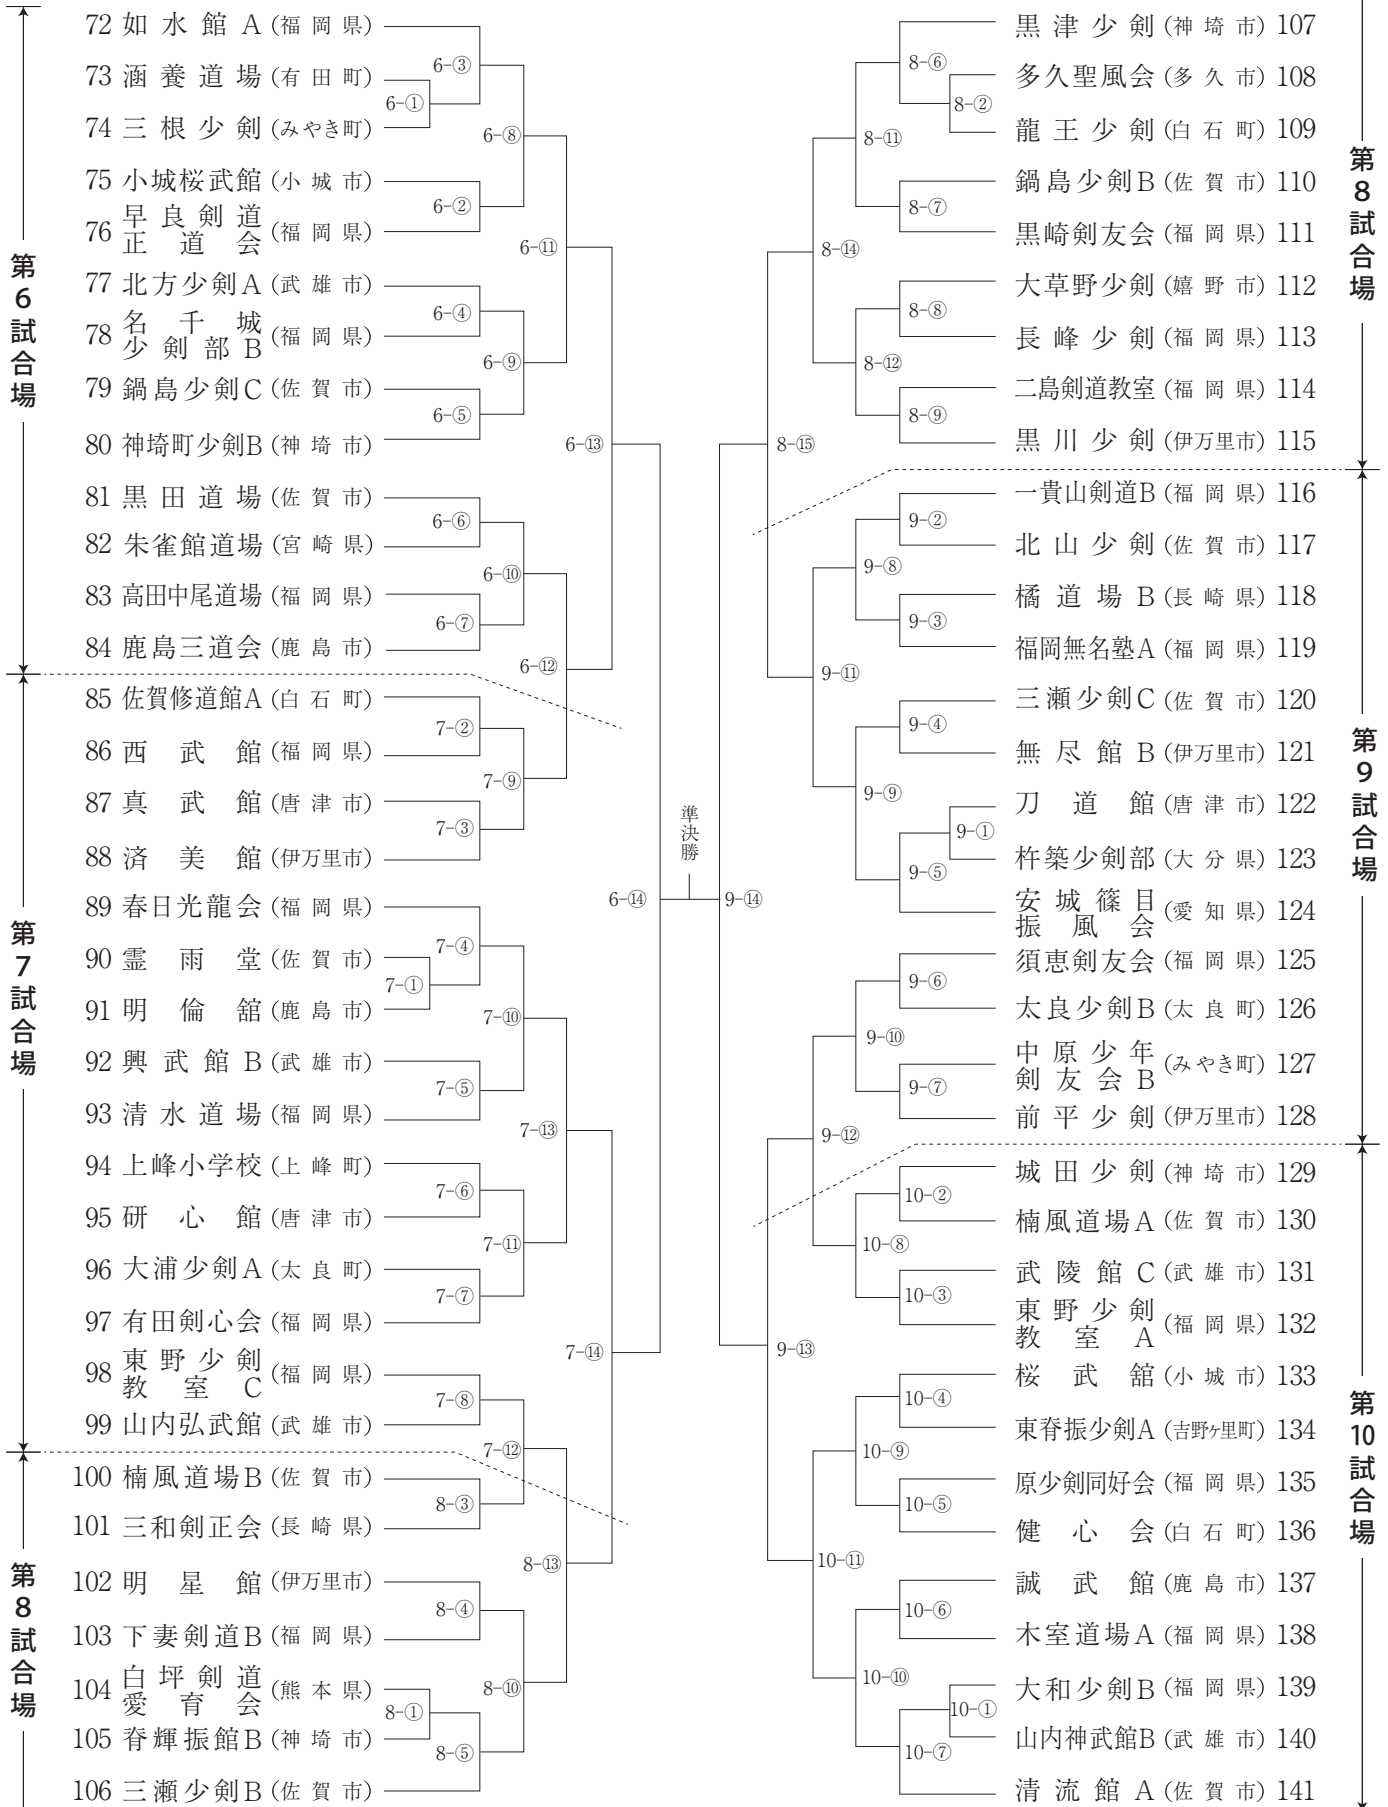 第6試合場
72 如水館A (福岡県)
73 涵養道場 (有田町)
74 三根少剣 (みやき町)
75 小城桜武館 (小城市)
76 早良剣道正道会 (福岡県)
77 北方少剣A (武雄市)
78 名千城少剣部B (福岡県)
79 鍋島少剣C (佐賀市)
80 神埼町少剣B (神埼市)
81 黒田道場 (佐賀市)
82 朱雀館道場 (宮崎県)
83 高田中尾道場 (福岡県)
84 鹿島三道会 (鹿島市)
第7試合場
85 佐賀修道館A (白石町)
86 西武館 (福岡県)
87 真武館 (唐津市)
88 済美館 (伊万里市)
89 春日光龍会 (福岡県)
90 霊雨堂 (佐賀市)
91 明倫舘 (鹿島市)
92 興武館B (武雄市)
93 清水道場 (福岡県)
94 上峰小学校 (上峰町)
95 研心館 (唐津市)
96 大浦少剣A (太良町)
97 有田剣心会 (福岡県)
98 東野少剣教室C (福岡県)
99 山内弘武館 (武雄市)
第8試合場
100 楠風道場B (佐賀市)
101 三和剣正会 (長崎県)
102 明星館 (伊万里市)
103 下妻剣道B (福岡県)
104 白坪剣道愛育会 (熊本県)
105 脊輝振館B (神埼市)
106 三瀬少剣B (佐賀市)
6-①
6-②
6-③
6-④
6-⑤
6-⑥
6-⑦
6-⑧
6-⑨
6-⑩
6-⑪
6-⑫
6-⑬
6-⑭
7-①
7-②
7-③
7-④
7-⑤
7-⑥
7-⑦
7-⑧
7-⑨
7-⑩
7-⑪
7-⑫
7-⑬
7-⑭
8-①
8-③
8-④
8-⑤
8-⑩
8-⑬
準決勝
第8試合場
黒津少剣 (神埼市) 107
多久聖風会 (多久市) 108
龍王少剣 (白石町) 109
鍋島少剣B (佐賀市) 110
黒崎剣友会 (福岡県) 111
大草野少剣 (嬉野市) 112
長峰少剣 (福岡県) 113
二島剣道教室 (福岡県) 114
黒川少剣 (伊万里市) 115
第9試合場
一貴山剣道B (福岡県) 116
北山少剣 (佐賀市) 117
橘道場B (長崎県) 118
福岡無名塾A (福岡県) 119
三瀬少剣C (佐賀市) 120
無尽館B (伊万里市) 121
刀道館 (唐津市) 122
杵築少剣部 (大分県) 123
安城篠目振風会 (愛知県) 124
須恵剣友会 (福岡県) 125
太良少剣B (太良町) 126
中原少年剣友会B (みやき町) 127
前平少剣 (伊万里市) 128
第10試合場
城田少剣 (神埼市) 129
楠風道場A (佐賀市) 130
武陵館C (武雄市) 131
東野少剣教室A (福岡県) 132
桜武舘 (小城市) 133
東脊振少剣A (吉野ヶ里町) 134
原少剣同好会 (福岡県) 135
健心会 (白石町) 136
誠武館 (鹿島市) 137
木室道場A (福岡県) 138
大和少剣B (福岡県) 139
山内神武館B (武雄市) 140
清流館A (佐賀市) 141
8-②
8-⑥
8-⑦
8-⑧
8-⑨
8-⑪
8-⑫
8-⑭
8-⑮
9-①
9-②
9-③
9-④
9-⑤
9-⑥
9-⑦
9-⑧
9-⑨
9-⑩
9-⑪
9-⑫
9-⑬
9-⑭
10-①
10-②
10-③
10-④
10-⑤
10-⑥
10-⑦
10-⑧
10-⑨
10-⑩
10-⑪